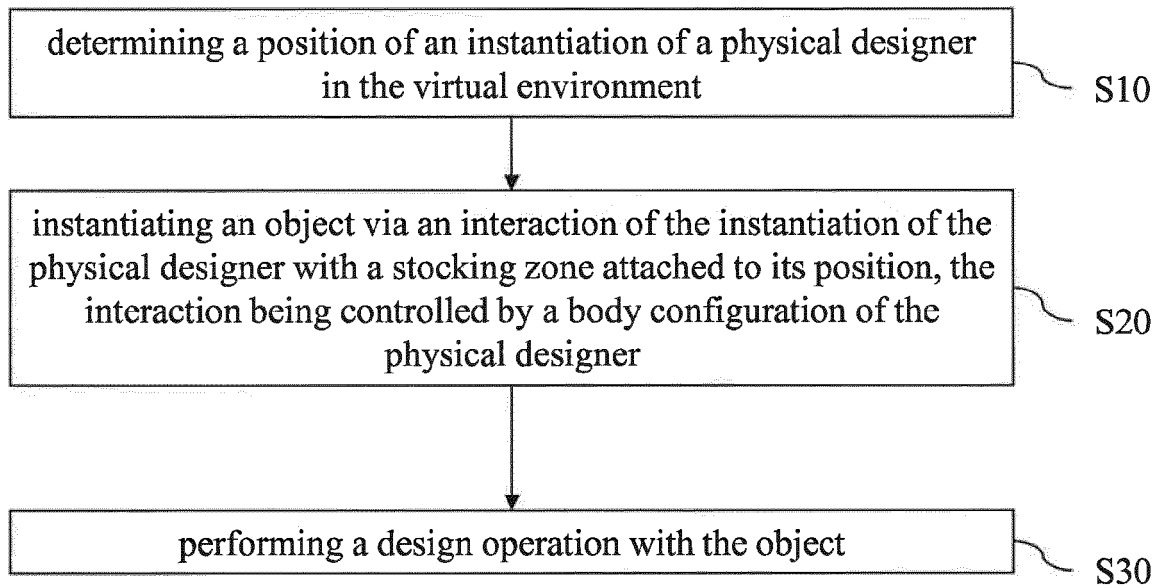 determining a position of an instantiation of a physical designer
in the virtual environment
S10
instantiating an object via an interaction of the instantiation of the
physical designer with a stocking zone attached to its position, the
interaction being controlled by a body configuration of the
physical designer
S20
performing a design operation with the object
S30